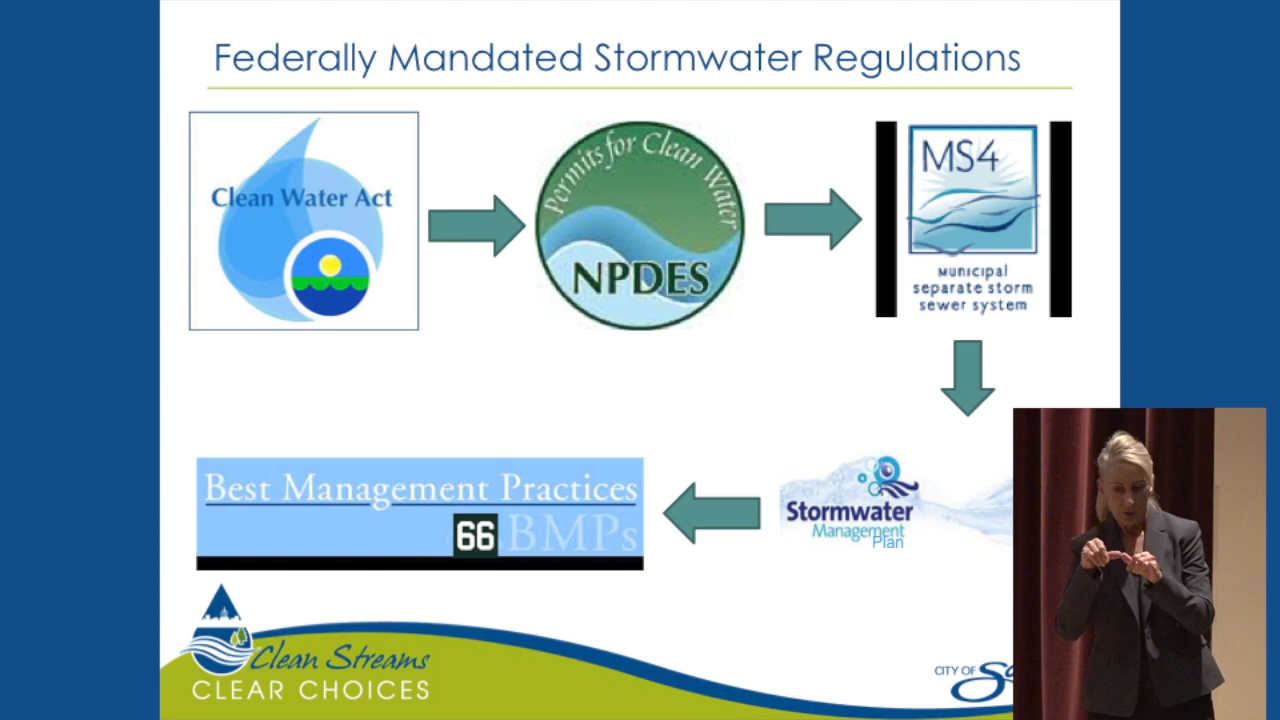 Federally Mandated Stormwater Regulations
Clean Water Act
Permits for Clean Water
NPDES
MS4
Municipal
separate storm
sewer system
Best Management Practices
66 BMPs
Stormwater
Management
Plan
Clean Streams
CLEAR CHOICES
CITY OF